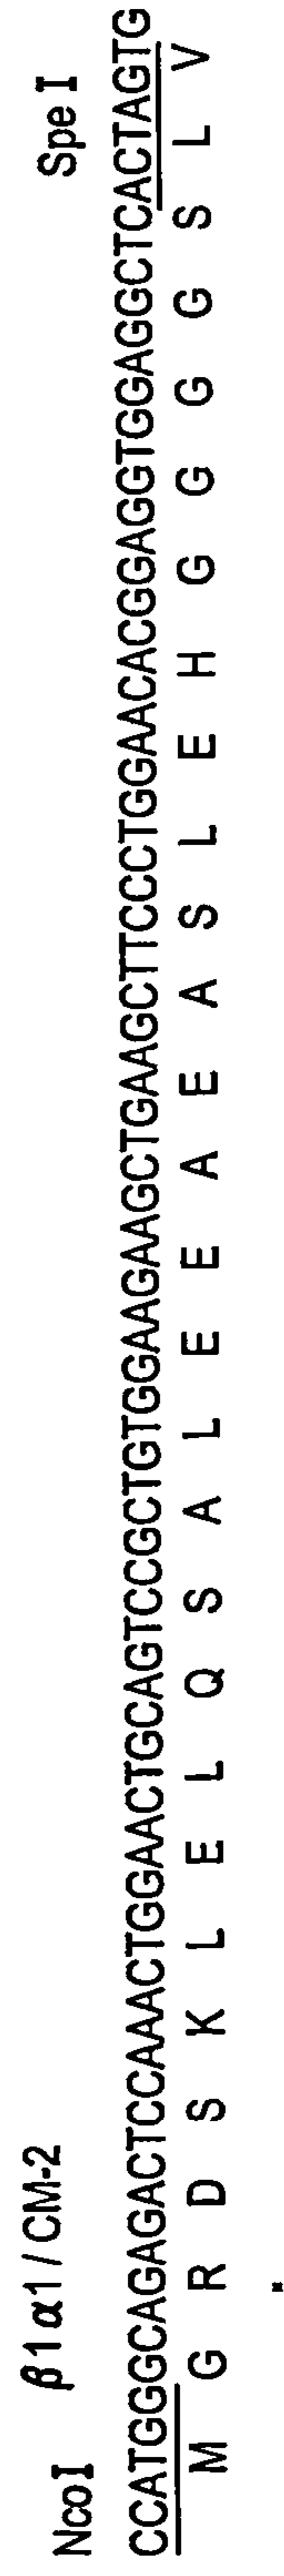 β1α1/CM-2
NcoI Spe I
CCATGGGCAGAGACTCCAAACTGGAACTGCAGTCCGCTGTGGAAGAAGCTGAAGCTTCCCTGGAACACGGAGGTGGAGGCTCACTAGTG
M G R D S K L E L Q S A L E E A E A S L E H G G G G S L V